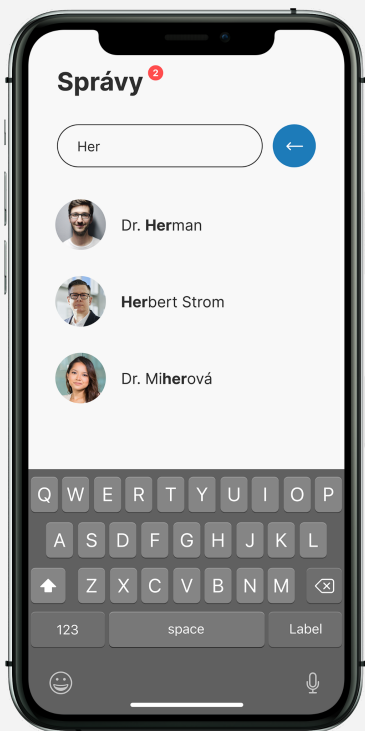 Správy 2
Her
Dr. Herman
Herbert Strom
Dr. Miherová
Q W E R T Y U I O P
A S D F G H J K L
Z X C V B N M
123 space Label